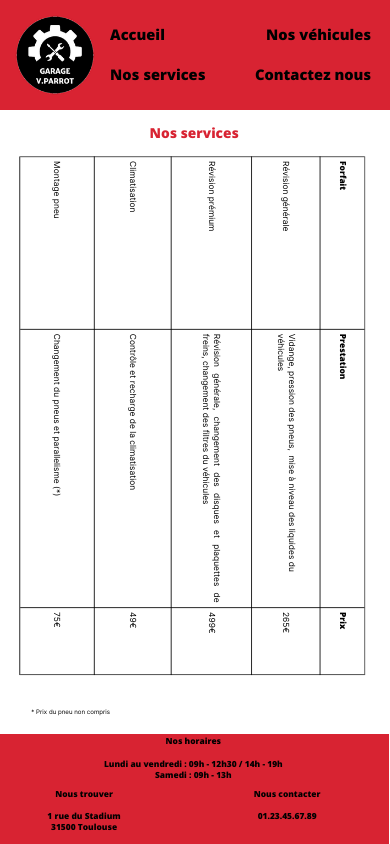 GARAGE
V.PARROT
Accueil
Nos véhicules
Nos services
Contactez nous
Nos services
Forfait
Prestation
Prix
Révision générale
Vidange, pression des pneus, mise à niveau des liquides du
véhicules
265€
Révision prémium
Révision générale, changement des disques et plaquettes de
freins, changement des filtres du véhicules
499€
Climatisation
Contrôle et recharge de la climatisation
49€
Montage pneu
Changement du pneus et parallelisme (*)
75€
* Prix du pneu non compris
Nos horaires
Lundi au vendredi : 09h - 12h30 / 14h - 19h
Samedi : 09h - 13h
Nous trouver
1 rue du Stadium
31500 Toulouse
Nous contacter
01.23.45.67.89